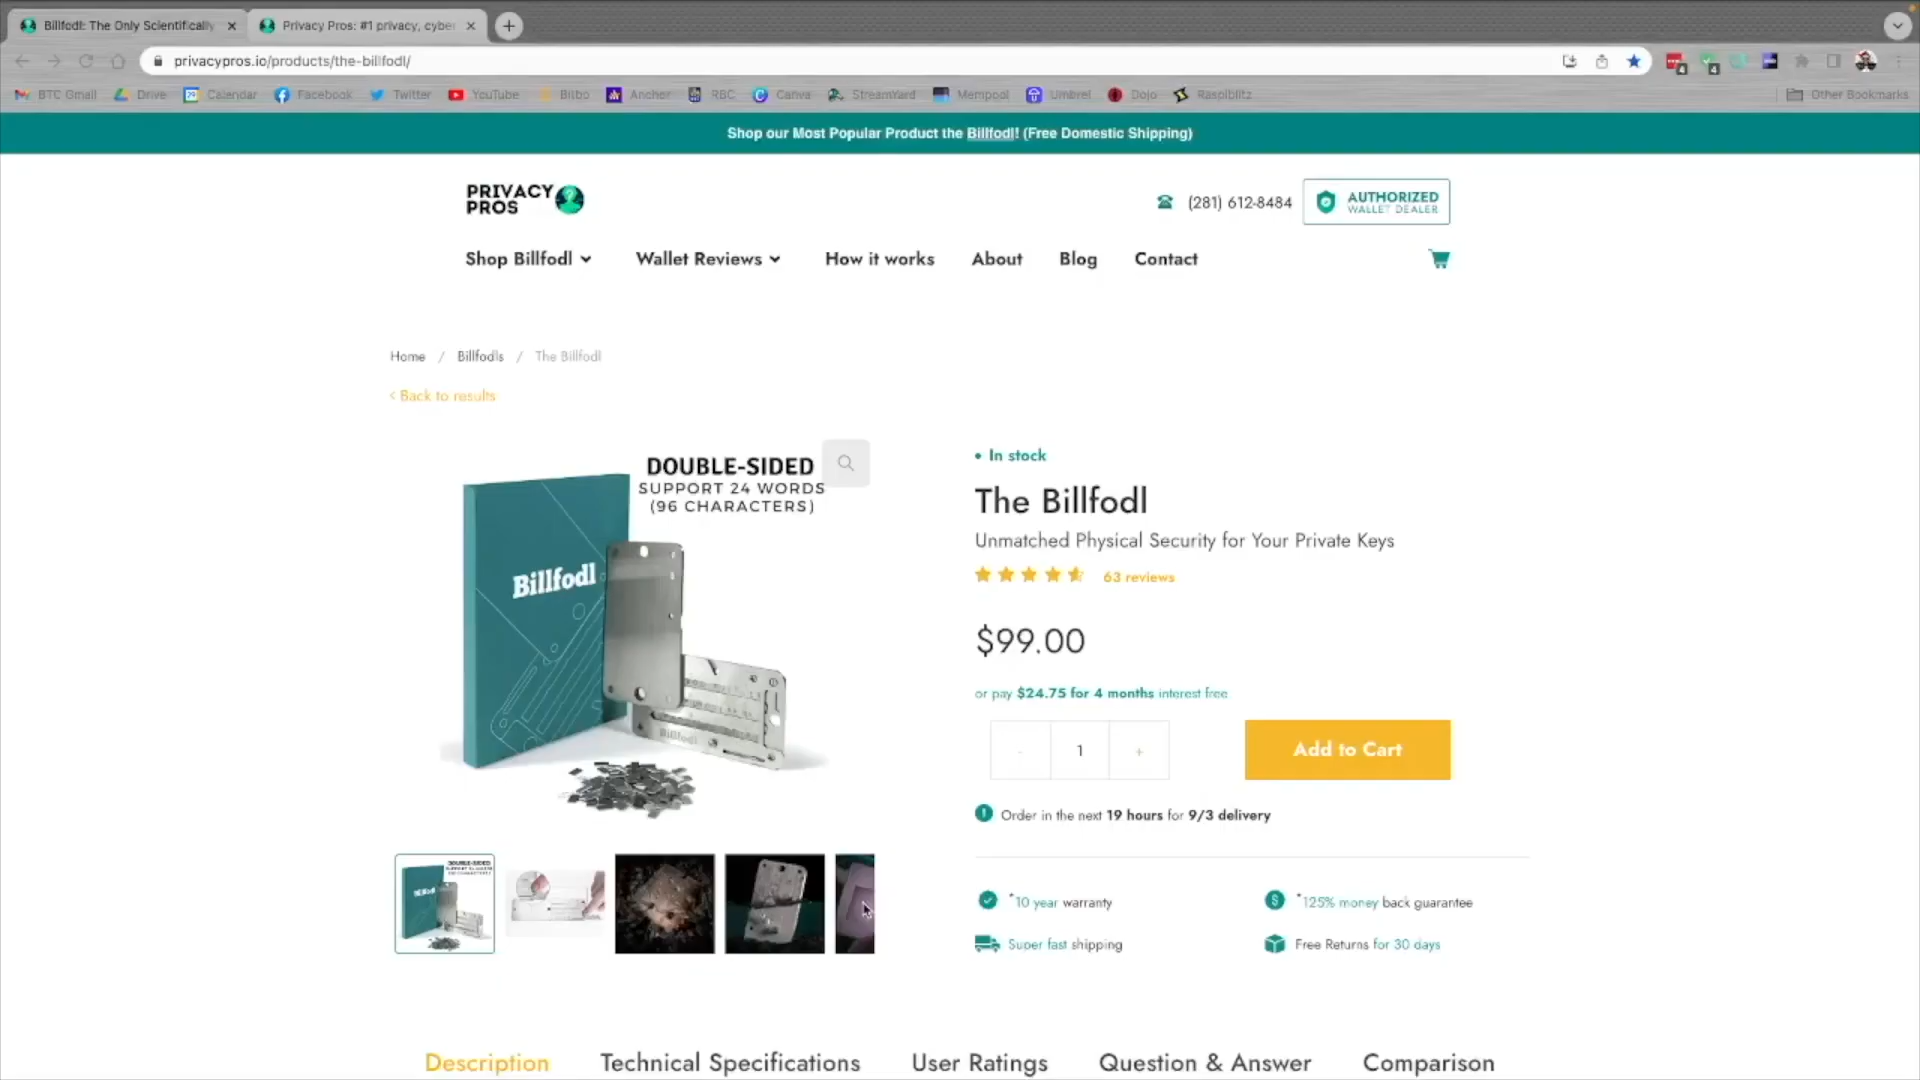 Billfodl: The Only Scientifically
Privacy Pros: #1 privacy, cyber
privacypros.io/products/the-billfodl/
BTC Gmail Drive Calendar Facebook Twitter YouTube Bitbo Anchor RBC Canva StreamYard Mempool Umbrel Dojo Raspiblitz Other Bookmarks
Shop our Most Popular Product the Billfodl! (Free Domestic Shipping)
PRIVACY
PROS
(281) 612-8484
AUTHORIZED
WALLET DEALER
Shop Billfodl Wallet Reviews How it works About Blog Contact
Home / Billfodls / The Billfodl
< Back to results
DOUBLE-SIDED
SUPPORT 24 WORDS
(96 CHARACTERS)
Billfodl
Billfodl
• In stock
The Billfodl
Unmatched Physical Security for Your Private Keys
63 reviews
$99.00
or pay $24.75 for 4 months interest free
- 1 +
Add to Cart
Order in the next 19 hours for 9/3 delivery
*10 year warranty
*125% money back guarantee
Super fast shipping
Free Returns for 30 days
Description Technical Specifications User Ratings Question & Answer Comparison